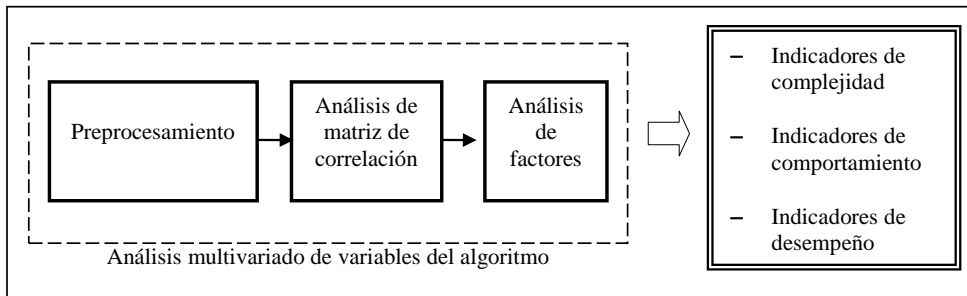 Preprocesamiento
Análisis de
matriz de
correlación
Análisis
de
factores
Análisis multivariado de variables del algoritmo
– Indicadores de
complejidad
– Indicadores de
comportamiento
– Indicadores de
desempeño